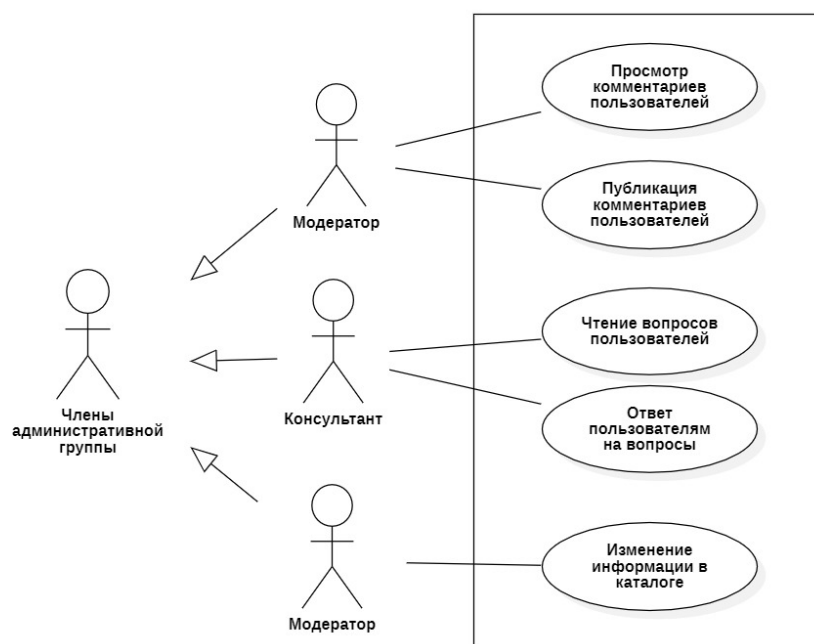 Просмотр
комментариев
пользователей
Модератор
Публикация
комментариев
пользователей
Члены
административной
группы
Консультант
Чтение вопросов
пользователей
Ответ
пользователям
на вопросы
Модератор
Изменение
информации в
каталоге